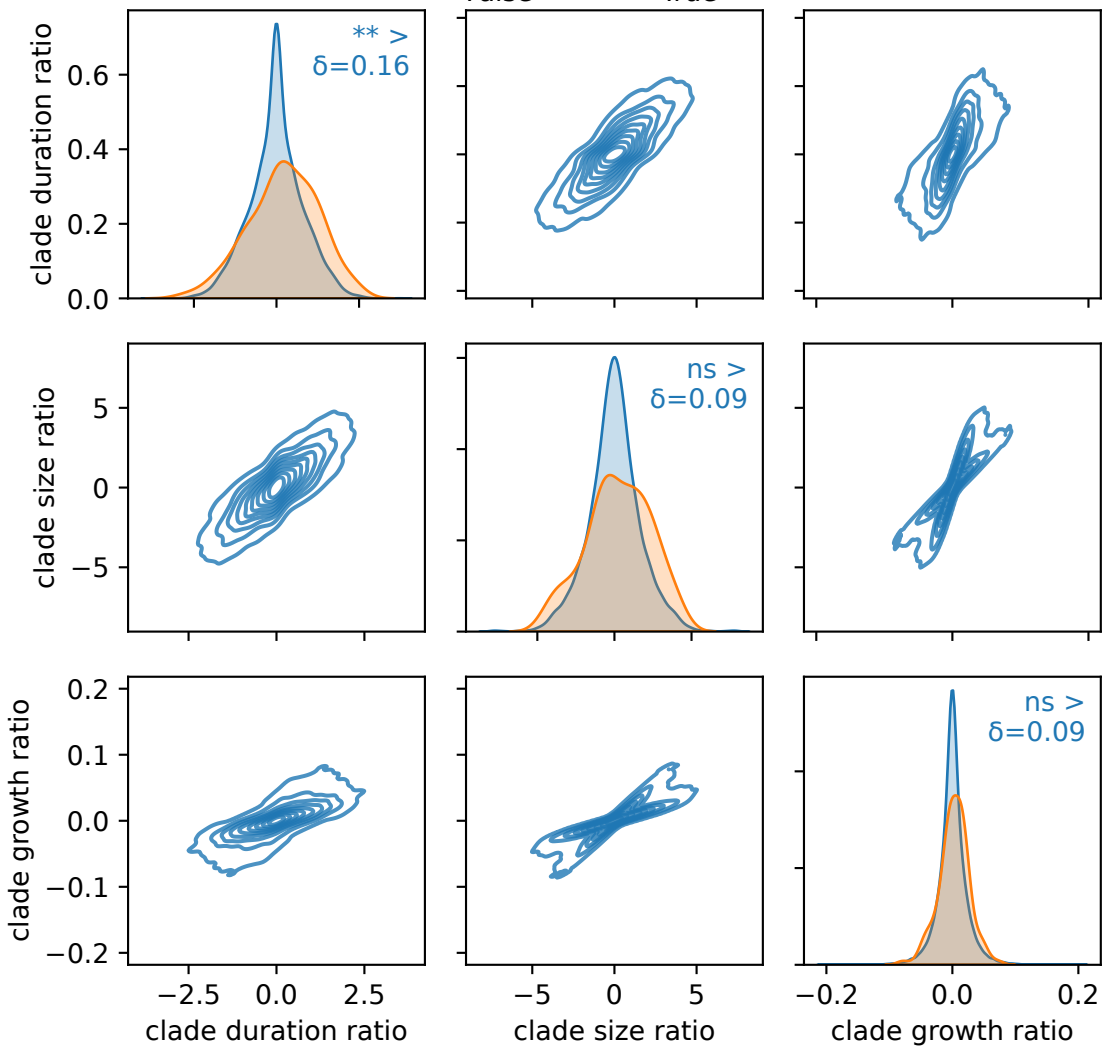 False True
clade duration ratio
0.6
0.4
0.2
0.0
** >
δ=0.16
clade size ratio
5
0
−5
ns >
δ=0.09
clade growth ratio
0.2
0.1
0.0
−0.1
−0.2
ns >
δ=0.09
−2.5 0.0 2.5
−5 0 5
−0.2 0.0 0.2
clade duration ratio
clade size ratio
clade growth ratio